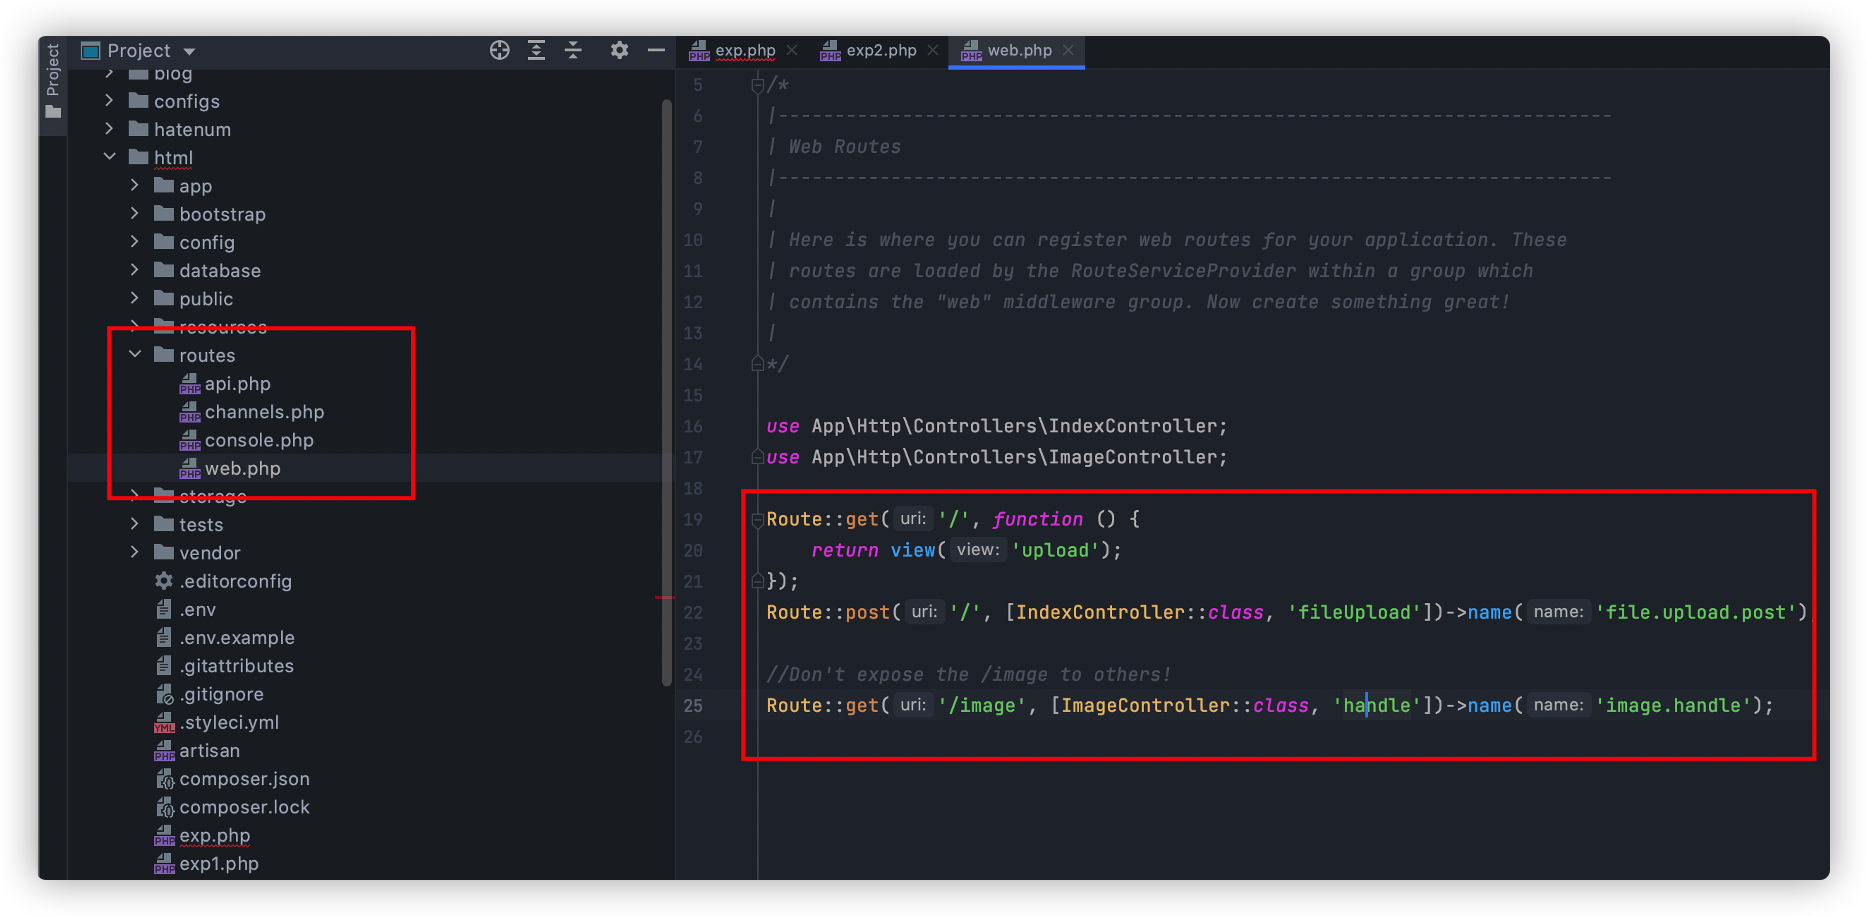 Project
Project
exp.php
exp2.php
web.php
blog
configs
hatenum
html
app
bootstrap
config
database
public
resources
routes
api.php
channels.php
console.php
web.php
storage
tests
vendor
.editorconfig
.env
.env.example
.gitattributes
.gitignore
.styleci.yml
artisan
composer.json
composer.lock
exp.php
exp1.php
5 /*
6 |--------------------------------------------------------------------------
7 | Web Routes
8 |--------------------------------------------------------------------------
9 |
10 | Here is where you can register web routes for your application. These
11 | routes are loaded by the RouteServiceProvider within a group which
12 | contains the "web" middleware group. Now create something great!
13 |
14 */
15
16 use App\Http\Controllers\IndexController;
17 use App\Http\Controllers\ImageController;
18
19 Route::get( uri: '/', function () {
20 return view( view: 'upload');
21 });
22 Route::post( uri: '/', [IndexController::class, 'fileUpload'])->name( name: 'file.upload.post')
23
24 //Don't expose the /image to others!
25 Route::get( uri: '/image', [ImageController::class, 'handle'])->name( name: 'image.handle');
26